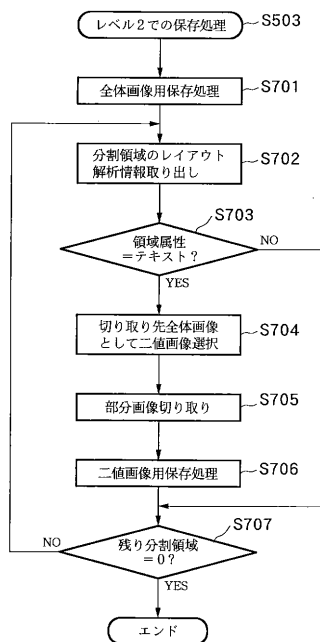 レベル2での保存処理
S503
全体画像用保存処理
S701
分割領域のレイアウト
解析情報取り出し
S702
S703
領域属性
=テキスト?
NO
YES
切り取り先全体画像
として二値画像選択
S704
部分画像切り取り
S705
二値画像用保存処理
S706
S707
残り分割領域
=0?
NO
YES
エンド